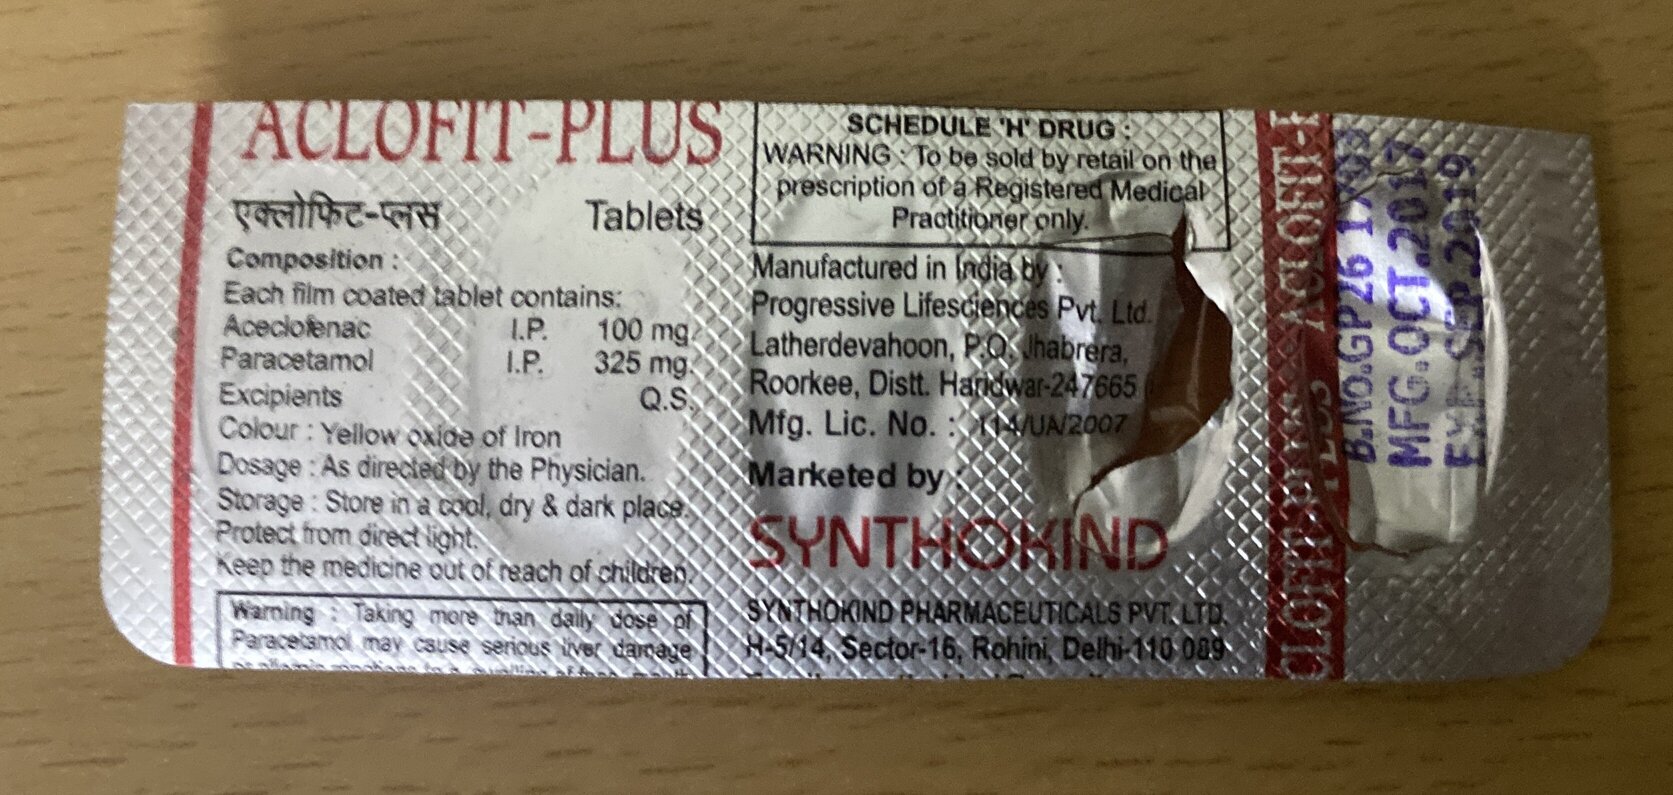 ACLOFIT-PLUS
एक्लोफिट-प्लस Tablets
Composition :
Each film coated tablet contains:
Aceclofenac I.P. 100 mg
Paracetamol I.P. 325 mg.
Excipients Q.S.
Colour : Yellow oxide of Iron
Dosage : As directed by the Physician.
Storage : Store in a cool, dry & dark place.
Protect from direct light.
Keep the medicine out of reach of children.
Warning : Taking more than daily dose of
Paracetamol may cause serious liver damage
SCHEDULE 'H' DRUG :
WARNING : To be sold by retail on the
prescription of a Registered Medical
Practitioner only.
Manufactured in India by :
Progressive Lifesciences Pvt. Ltd.
Latherdevahoon, P.O. Jhabrera,
Roorkee, Distt. Haridwar-247665
Mfg. Lic. No. : 114/UA/2007
Marketed by :
SYNTHOKIND
SYNTHOKIND PHARMACEUTICALS PVT. LTD.
H-5/14, Sector-16, Rohini, Delhi-110 089
B.NO.GP26 1703
MFG.OCT.2017
EXP.SEP.2019